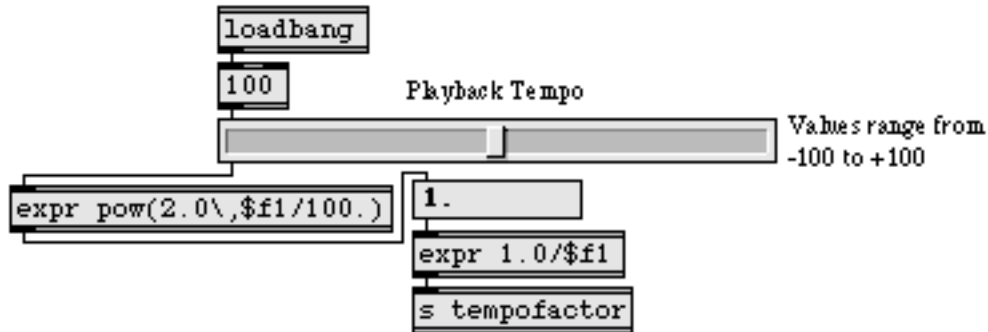 loadbang
100
Playback Tempo
Values range from
-100 to +100
expr pow(2.0\,$f1/100.)
1.
expr 1.0/$f1
s tempofactor